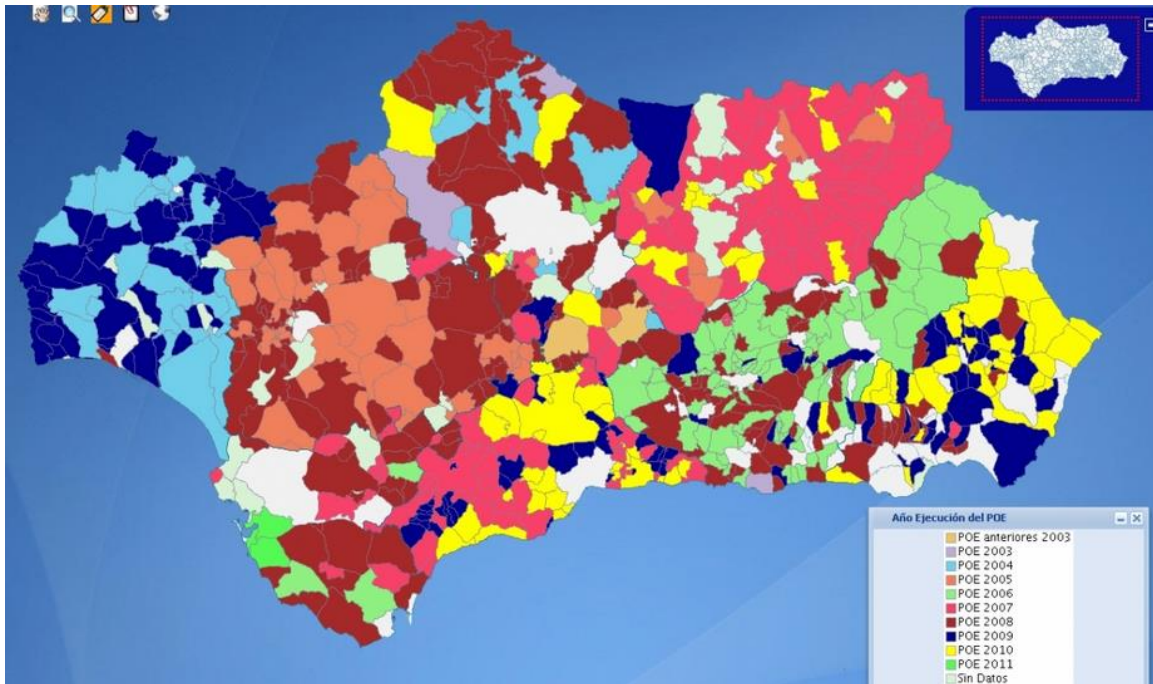 Año Ejecución del POE
POE anteriores 2003
POE 2003
POE 2004
POE 2005
POE 2006
POE 2007
POE 2008
POE 2009
POE 2010
POE 2011
Sin Datos